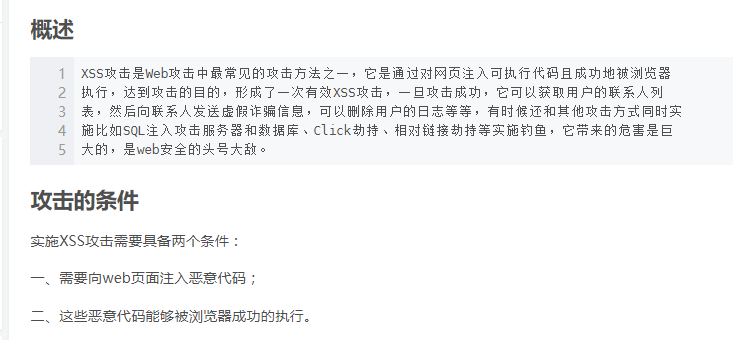 概述
1 XSS攻击是Web攻击中最常见的攻击方法之一，它是通过对网页注入可执行代码且成功地被浏览器
2 执行，达到攻击的目的，形成了一次有效XSS攻击，一旦攻击成功，它可以获取用户的联系人列
3 表，然后向联系人发送虚假诈骗信息，可以删除用户的日志等等，有时候还和其他攻击方式同时实
4 施比如SQL注入攻击服务器和数据库、Click劫持、相对链接劫持等实施钓鱼，它带来的危害是巨
5 大的，是web安全的头号大敌。
攻击的条件
实施XSS攻击需要具备两个条件：
一、需要向web页面注入恶意代码；
二、这些恶意代码能够被浏览器成功的执行。